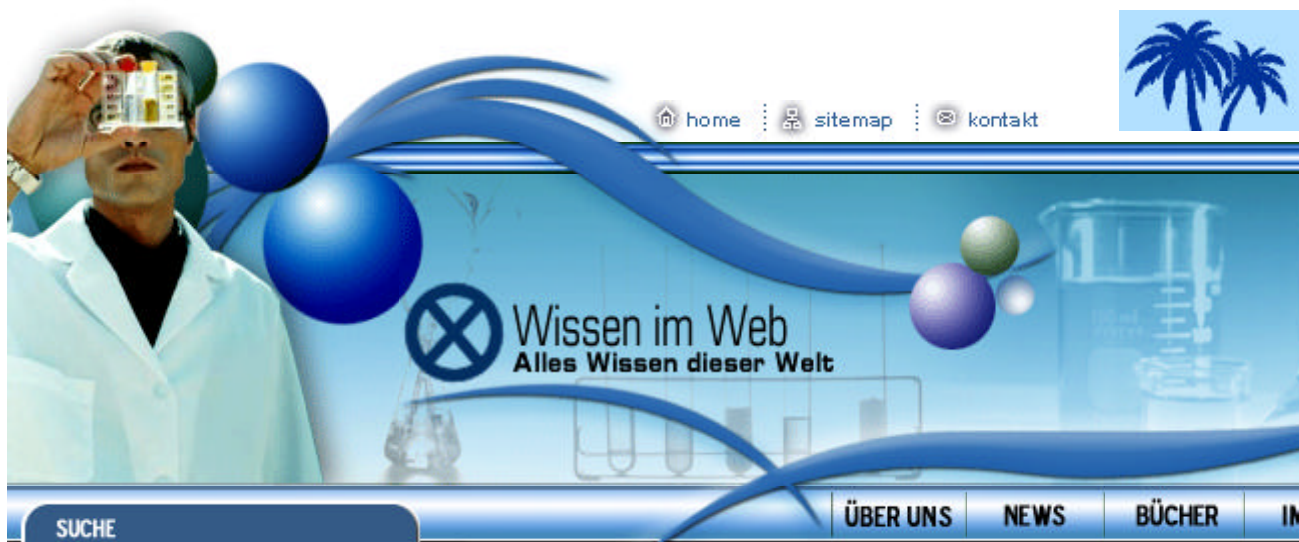 home sitemap kontakt
Wissen im Web
Alles Wissen dieser Welt
ÜBER UNS NEWS BÜCHER
SUCHE